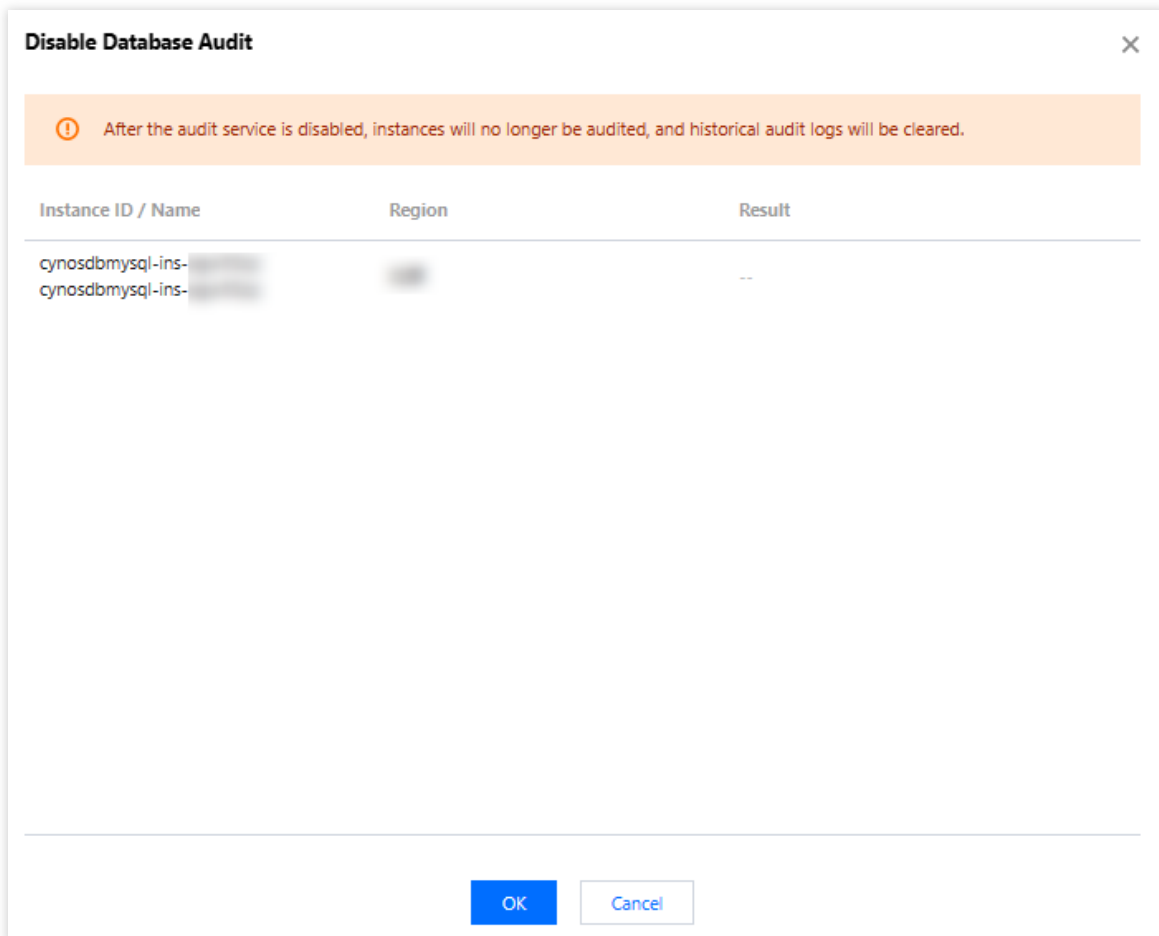 Disable Database Audit
After the audit service is disabled, instances will no longer be audited, and historical audit logs will be cleared.
Instance ID / Name Region Result
cynosdbmysql-ins-
cynosdbmysql-ins-
--
OK Cancel